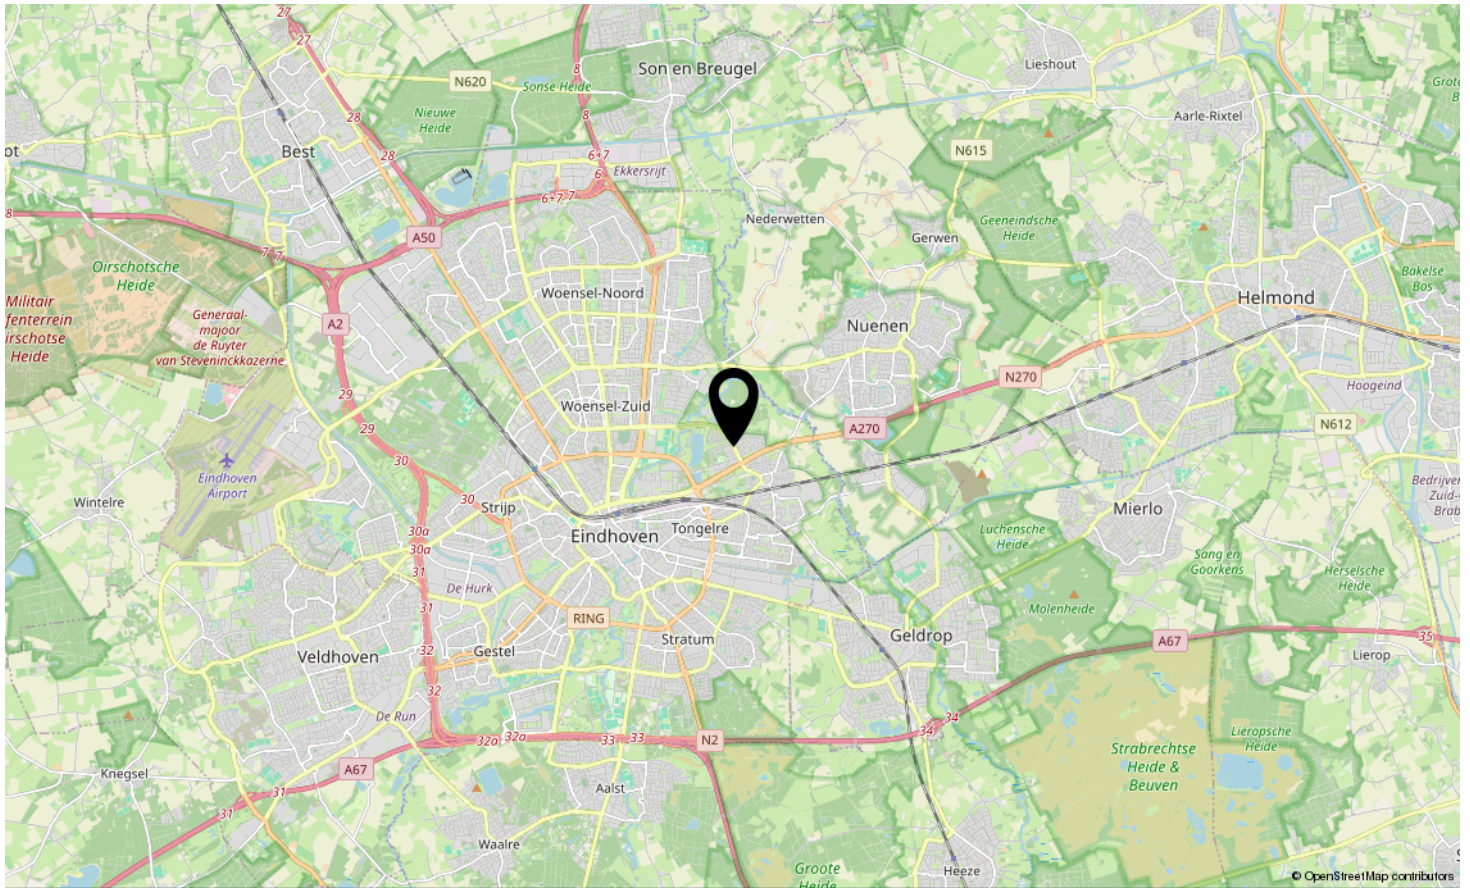 27
27
N620
Son en Breugel
Lieshout
Sonse Heide
8
8
Nieuwe
Heide
28
28
Aarle-Rixtel
Best
N615
6+7
6
Ekkersrijt
6+7
7
Nederwetten
Gerwen
Geeneindsche
Heide
8
A50
7
7
Oirschotsche
Heide
Bakelse
Bos
Woensel-Noord
Helmond
Militair
fenterrein
irschotse
Heide
Generaal-
majoor
de Ruyter
van Steveninckkazerne
A2
Nuenen
N270
Hoogeind
29
29
Woensel-Zuid
A270
N612
30
30
Eindhoven
Airport
Wintelre
Strijp
Mierlo
Tongelre
Eindhoven
30a
30a
31
31
Luchensche
Heide
Sang en
Goorkens
Herselsche
Heide
De Hurk
Molenheide
RING
Stratum
Geldrop
A67
35
Lierop
Gestel
Veldhoven
32
32
De Run
32a
32a
33
33
N2
34
34
Lieropsche
Heide
Strabrechtse
Heide &
Beuven
Knegsel
A67
31
31
Aalst
Waalre
Groote
Heide
Heeze
© OpenStreetMap contributors